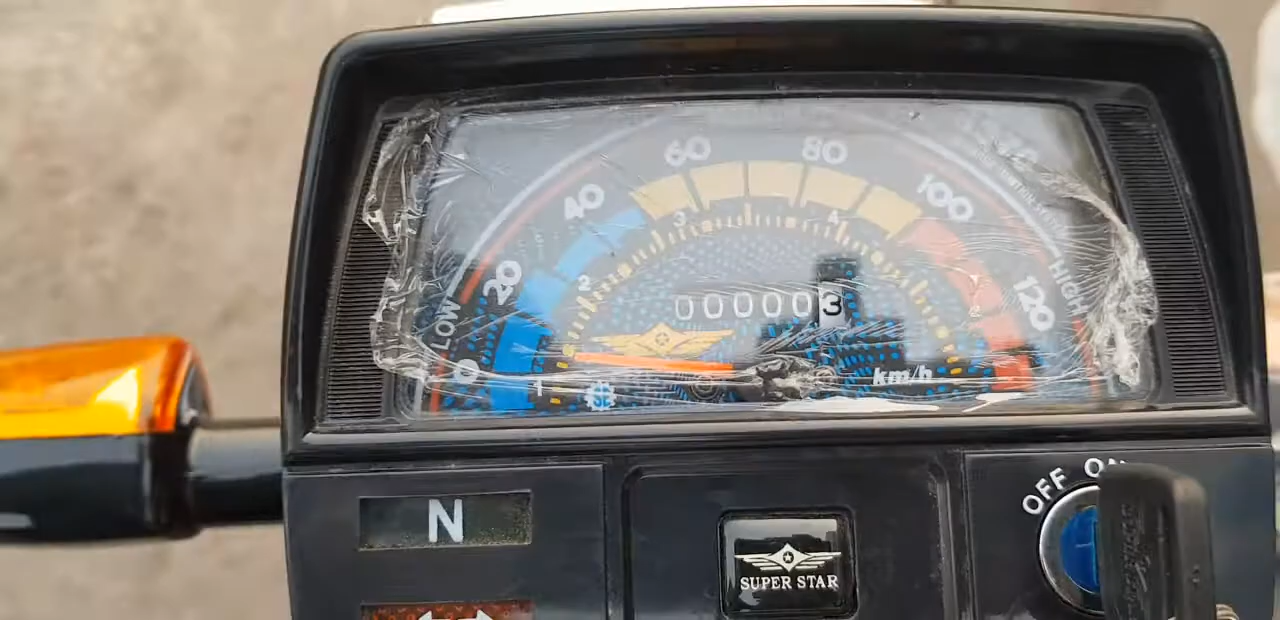 60 80
40 100
3 4
20 120
2
LOW HIGH
000003
0
1
km/h
N
OFF ON
SUPER STAR